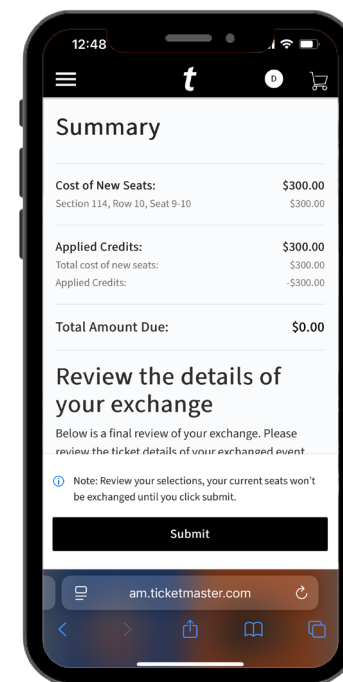 12:48
t
D
Summary
Cost of New Seats: $300.00
Section 114, Row 10, Seat 9-10 $300.00
Applied Credits: $300.00
Total cost of new seats: $300.00
Applied Credits: -$300.00
Total Amount Due: $0.00
Review the details of
your exchange
Below is a final review of your exchange. Please
review the ticket details of your exchanged event
Note: Review your selections, your current seats won't
be exchanged until you click submit.
Submit
am.ticketmaster.com